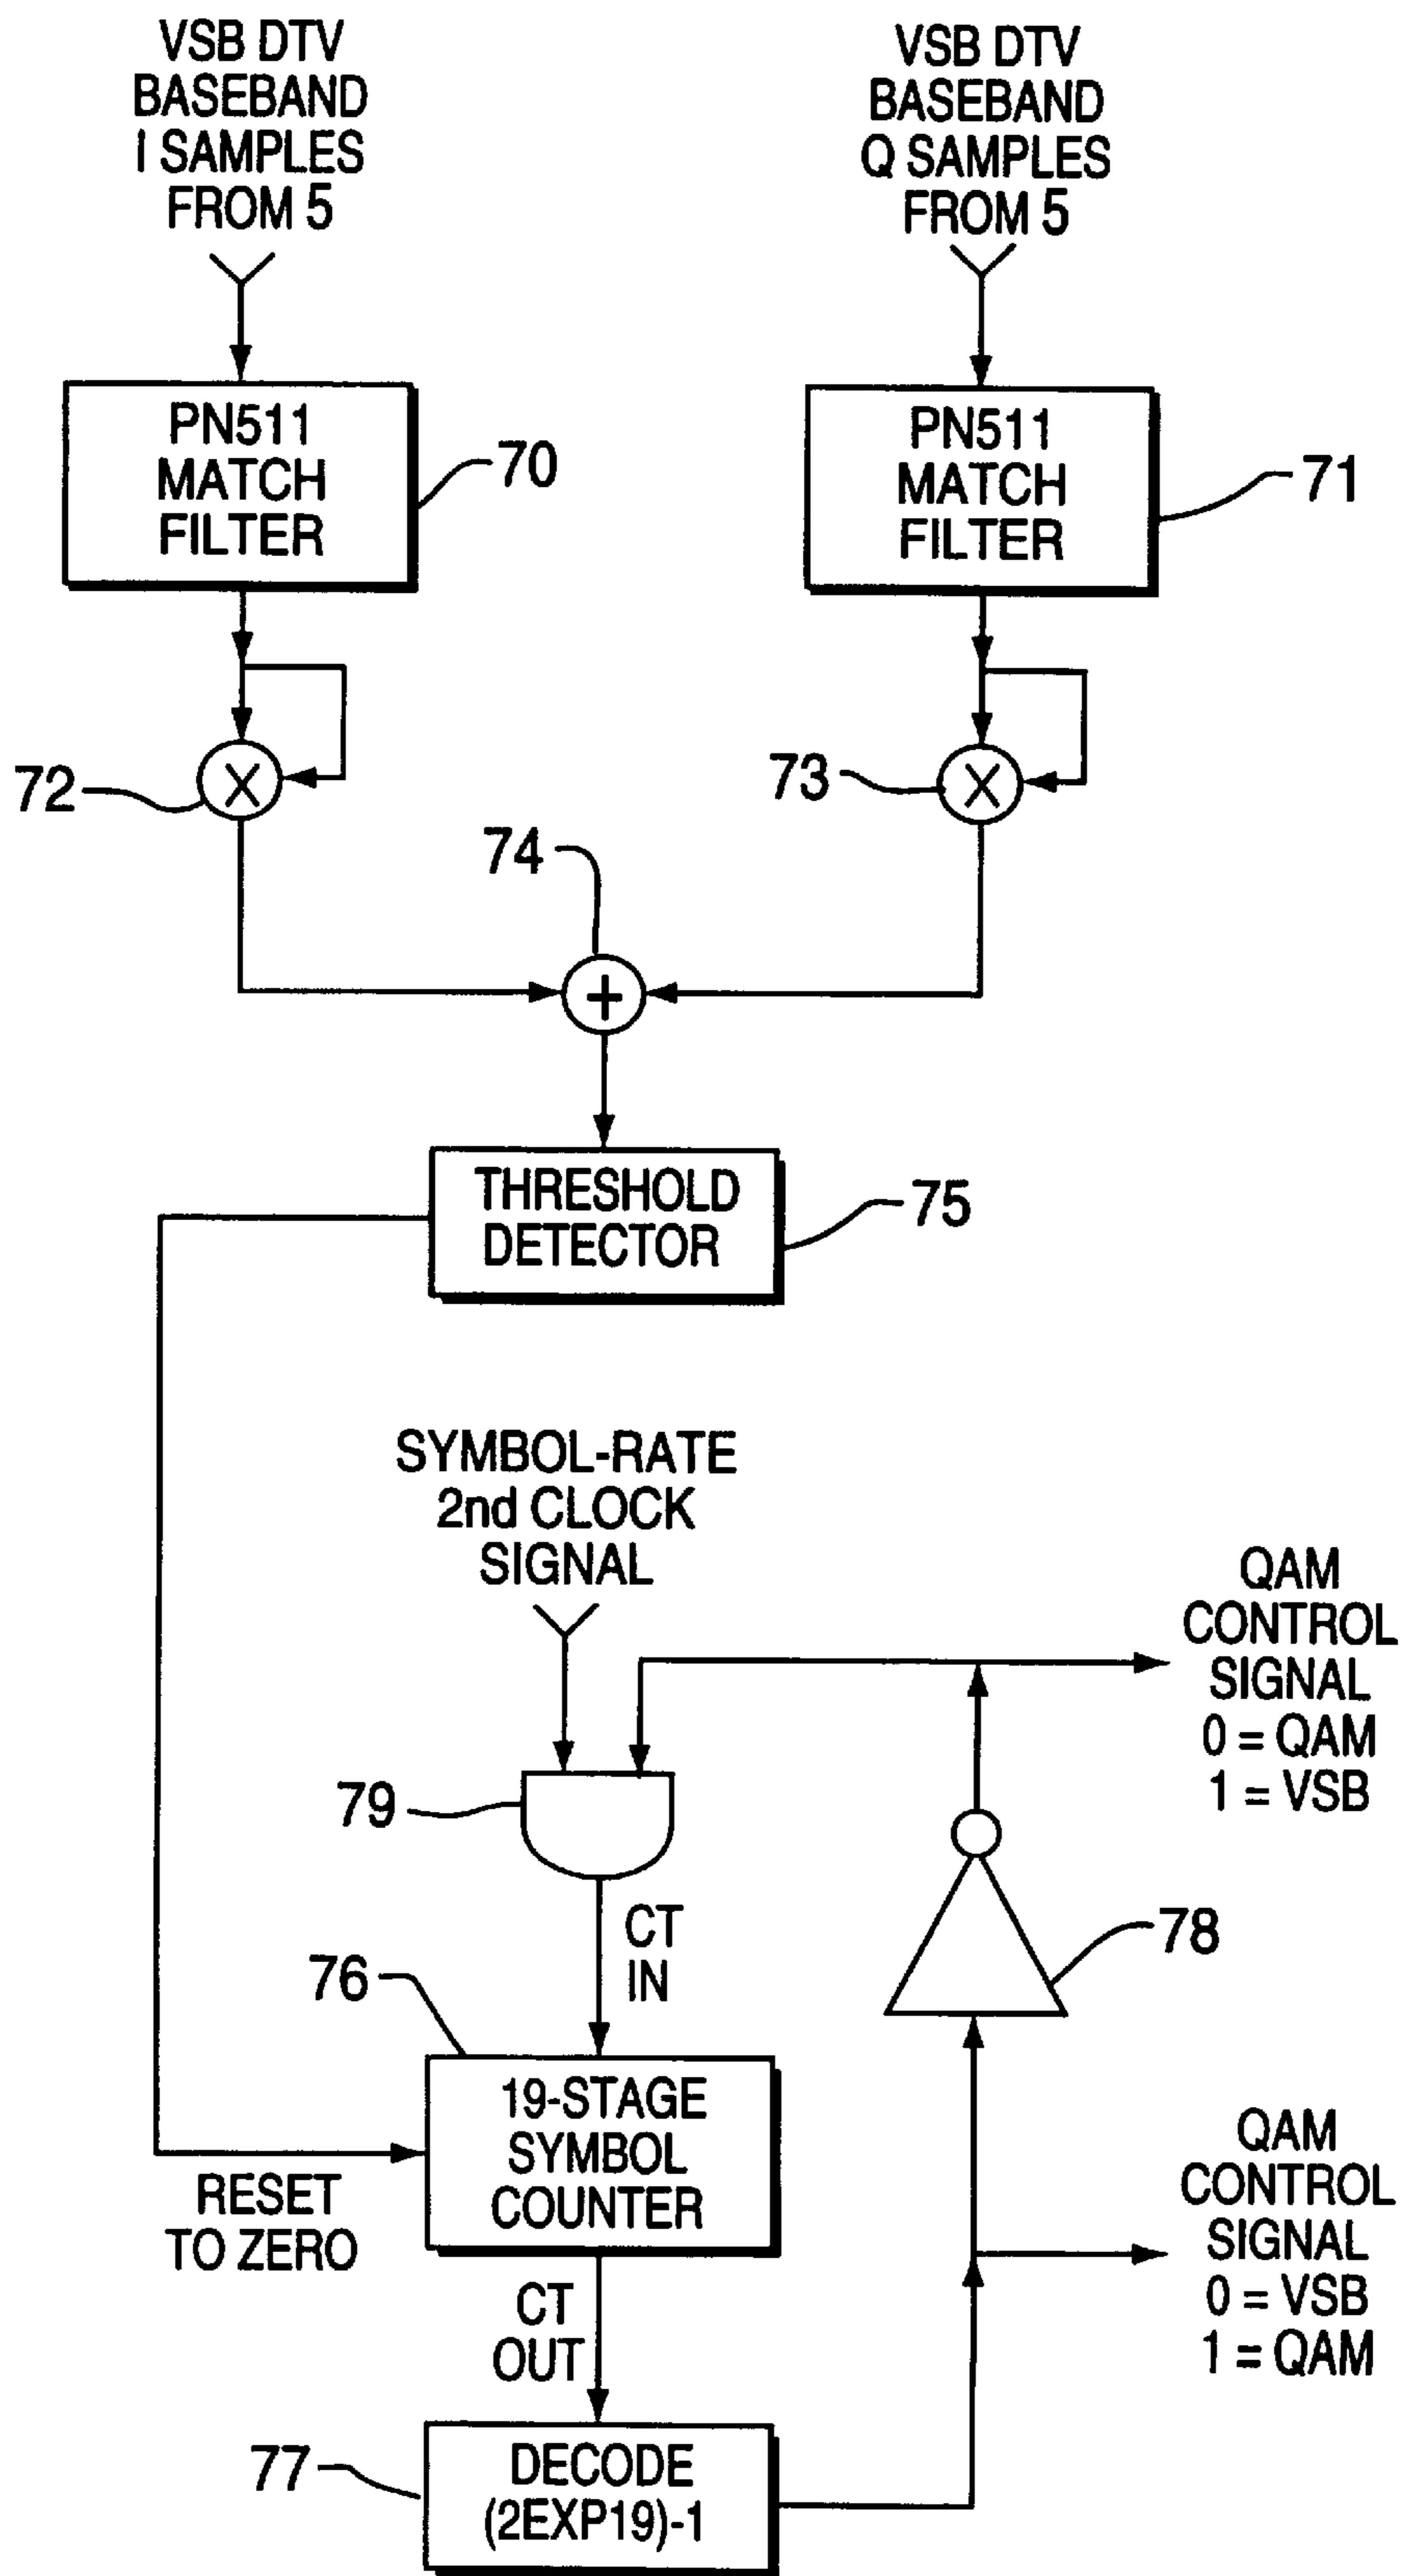 VSB DTV
BASEBAND
I SAMPLES
FROM 5
VSB DTV
BASEBAND
Q SAMPLES
FROM 5
PN511
MATCH
FILTER
70
PN511
MATCH
FILTER
71
72
X
73
X
74
+
THRESHOLD
DETECTOR
75
SYMBOL-RATE
2nd CLOCK
SIGNAL
QAM
CONTROL
SIGNAL
0 = QAM
1 = VSB
79
CT
IN
78
76
19-STAGE
SYMBOL
COUNTER
RESET
TO ZERO
QAM
CONTROL
SIGNAL
0 = VSB
1 = QAM
CT
OUT
77
DECODE
(2EXP19)-1